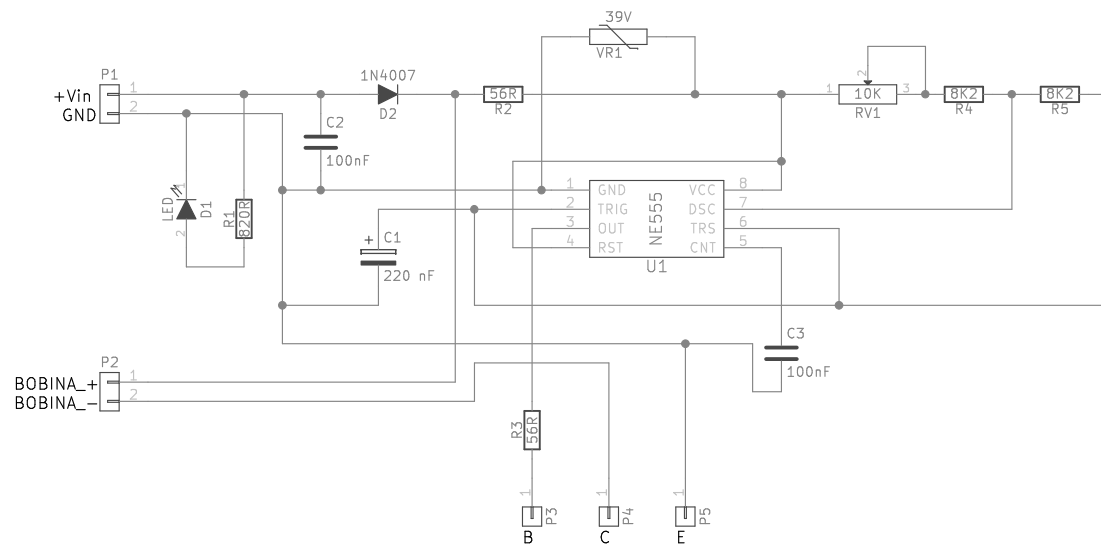 39V
VR1
P1
+Vin
1
GND
2
1N4007
D2
56R
R2
1
10K
2
3
RV1
8K2
R4
8K2
R5
C2
100nF
LED
1
2
D1
R1
820R
1
GND
2
TRIG
3
OUT
4
RST
NE555
VCC
8
DSC
7
TRS
6
CNT
5
U1
+
C1
220 nF
C3
100nF
P2
BOBINA_+
1
BOBINA_-
2
R3
56R
1
P3
B
1
P4
C
1
P5
E